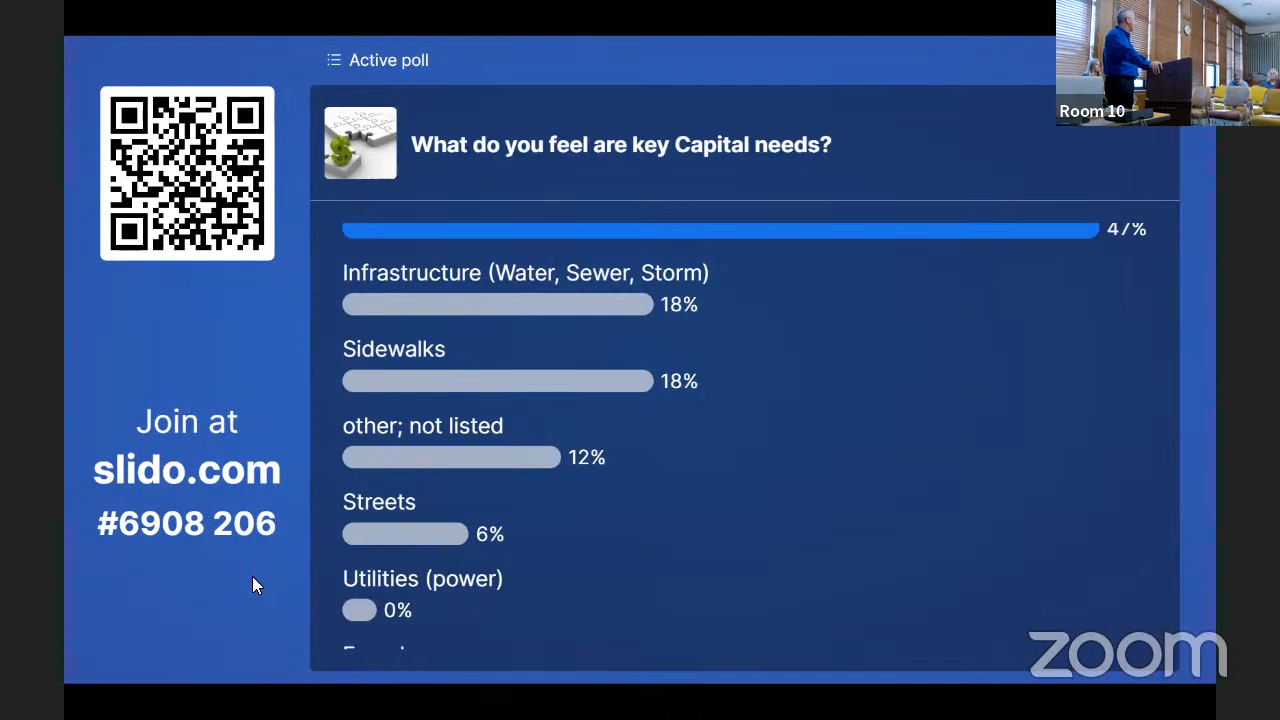 Active poll
Room 10
What do you feel are key Capital needs?
47%
Infrastructure (Water, Sewer, Storm)
18%
Sidewalks
18%
other; not listed
12%
Streets
6%
Utilities (power)
0%
Join at
slido.com
#6908 206
zoom